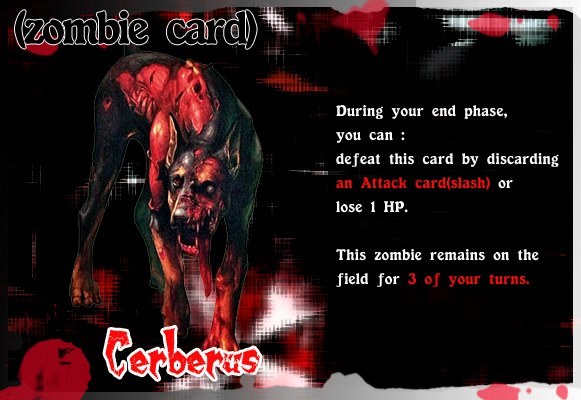 (zombie card)
During your end phase,
you can :
defeat this card by discarding
an Attack card(slash) or
lose 1 HP.
This zombie remains on the
field for 3 of your turns.
Cerberus